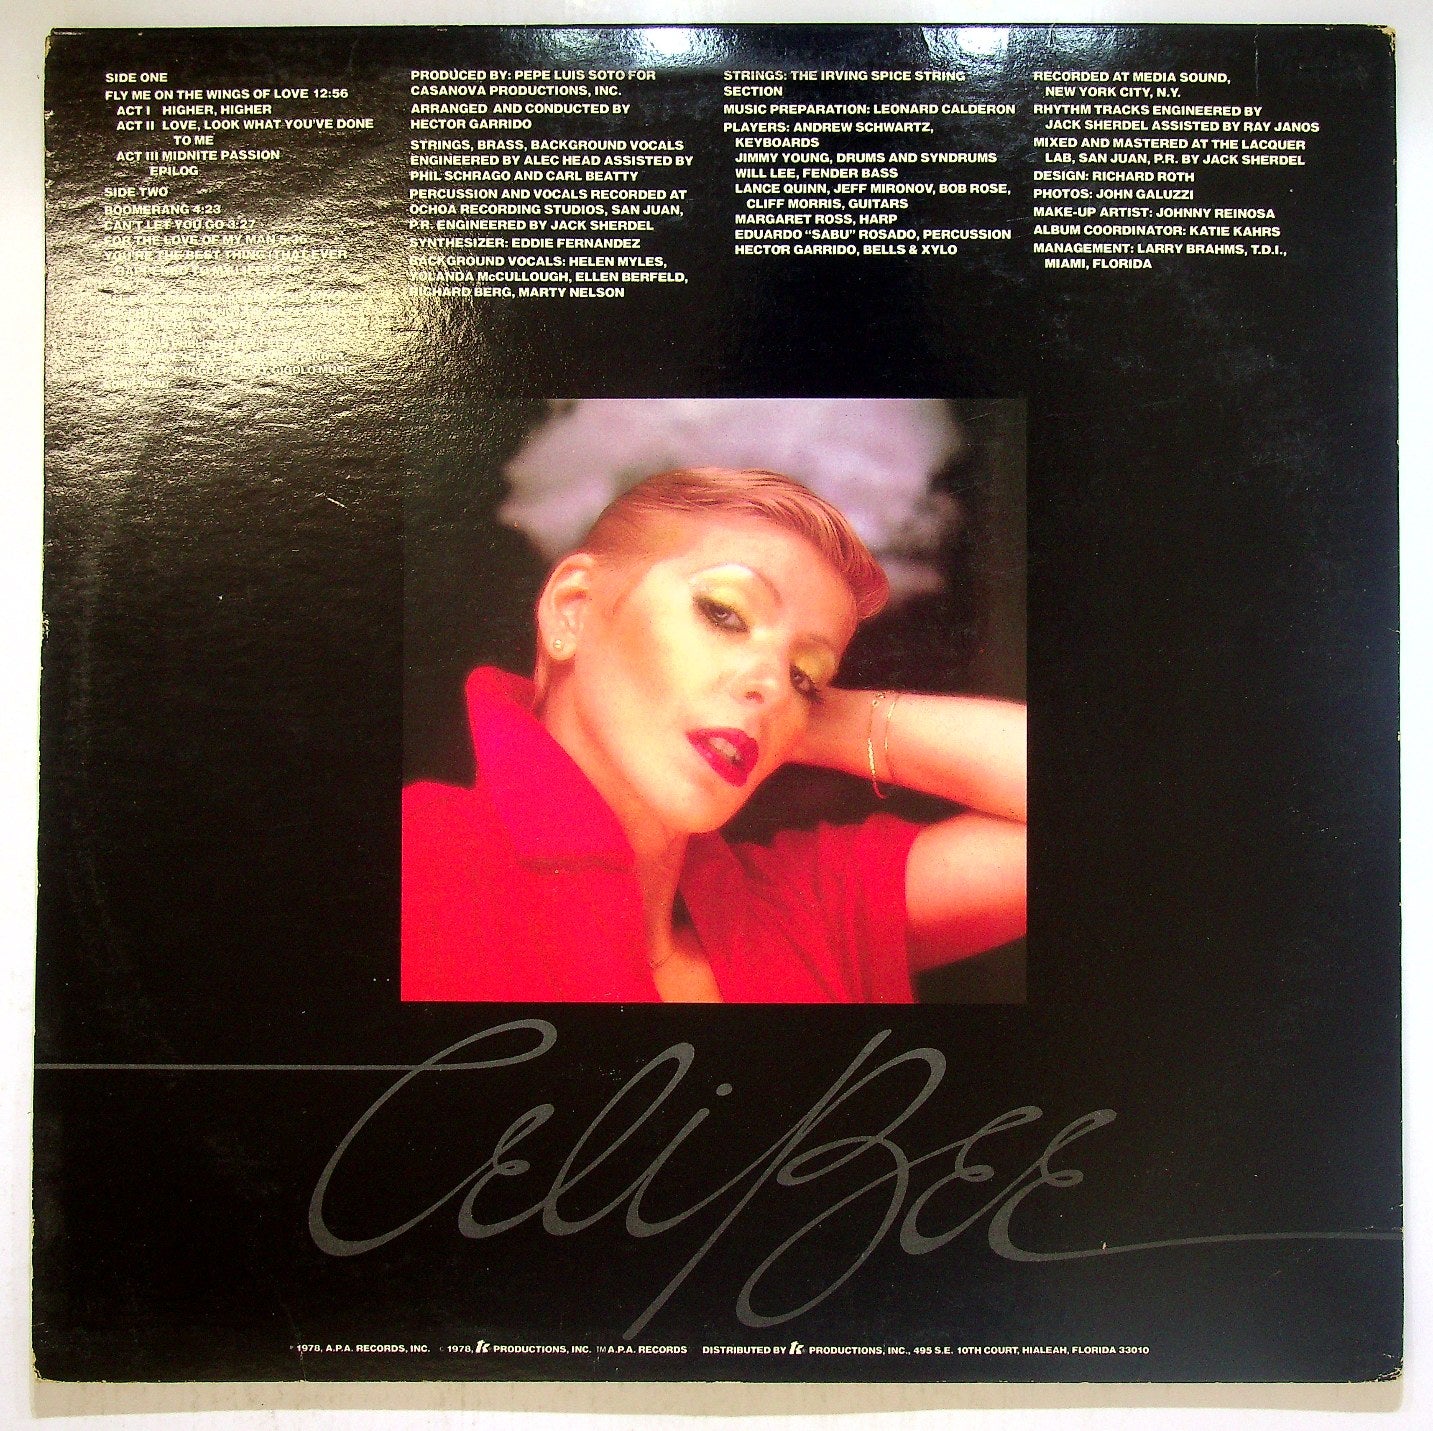 SIDE ONE
FLY ME ON THE WINGS OF LOVE 12:56
ACT I HIGHER, HIGHER
ACT II LOVE, LOOK WHAT YOU'VE DONE
TO ME
ACT III MIDNITE PASSION
EPILOG
SIDE TWO
BOOMERANG 4:23
CAN'T LET YOU GO 3:27
FOR THE LOVE OF MY MAN
YOU'RE THE BEST THING THAT EVER
GIGOLO MUSIC
PRODUCED BY: PEPE LUIS SOTO FOR
CASANOVA PRODUCTIONS, INC.
ARRANGED AND CONDUCTED BY
HECTOR GARRIDO
STRINGS, BRASS, BACKGROUND VOCALS
ENGINEERED BY ALEC HEAD ASSISTED BY
PHIL SCHRAGO AND CARL BEATTY
PERCUSSION AND VOCALS RECORDED AT
OCHOA RECORDING STUDIOS, SAN JUAN,
P.R. ENGINEERED BY JACK SHERDEL
SYNTHESIZER: EDDIE FERNANDEZ
BACKGROUND VOCALS: HELEN MYLES,
YOLANDA McCULLOUGH, ELLEN BERFELD,
RICHARD BERG, MARTY NELSON
STRINGS: THE IRVING SPICE STRING
SECTION
MUSIC PREPARATION: LEONARD CALDERON
PLAYERS: ANDREW SCHWARTZ,
KEYBOARDS
JIMMY YOUNG, DRUMS AND SYNDRUMS
WILL LEE, FENDER BASS
LANCE QUINN, JEFF MIRONOV, BOB ROSE,
CLIFF MORRIS, GUITARS
MARGARET ROSS, HARP
EDUARDO "SABU" ROSADO, PERCUSSION
HECTOR GARRIDO, BELLS & XYLO
RECORDED AT MEDIA SOUND,
NEW YORK CITY, N.Y.
RHYTHM TRACKS ENGINEERED BY
JACK SHERDEL ASSISTED BY RAY JANOS
MIXED AND MASTERED AT THE LACQUER
LAB, SAN JUAN, P.R. BY JACK SHERDEL
DESIGN: RICHARD ROTH
PHOTOS: JOHN GALUZZI
MAKE-UP ARTIST: JOHNNY REINOSA
ALBUM COORDINATOR: KATIE KAHRS
MANAGEMENT: LARRY BRAHMS, T.D.I.,
MIAMI, FLORIDA
Celi Bee
℗ 1978, A.P.A. RECORDS, INC. © 1978, TK PRODUCTIONS, INC. TM A.P.A. RECORDS DISTRIBUTED BY TK PRODUCTIONS, INC., 495 S.E. 10TH COURT, HIALEAH, FLORIDA 33010